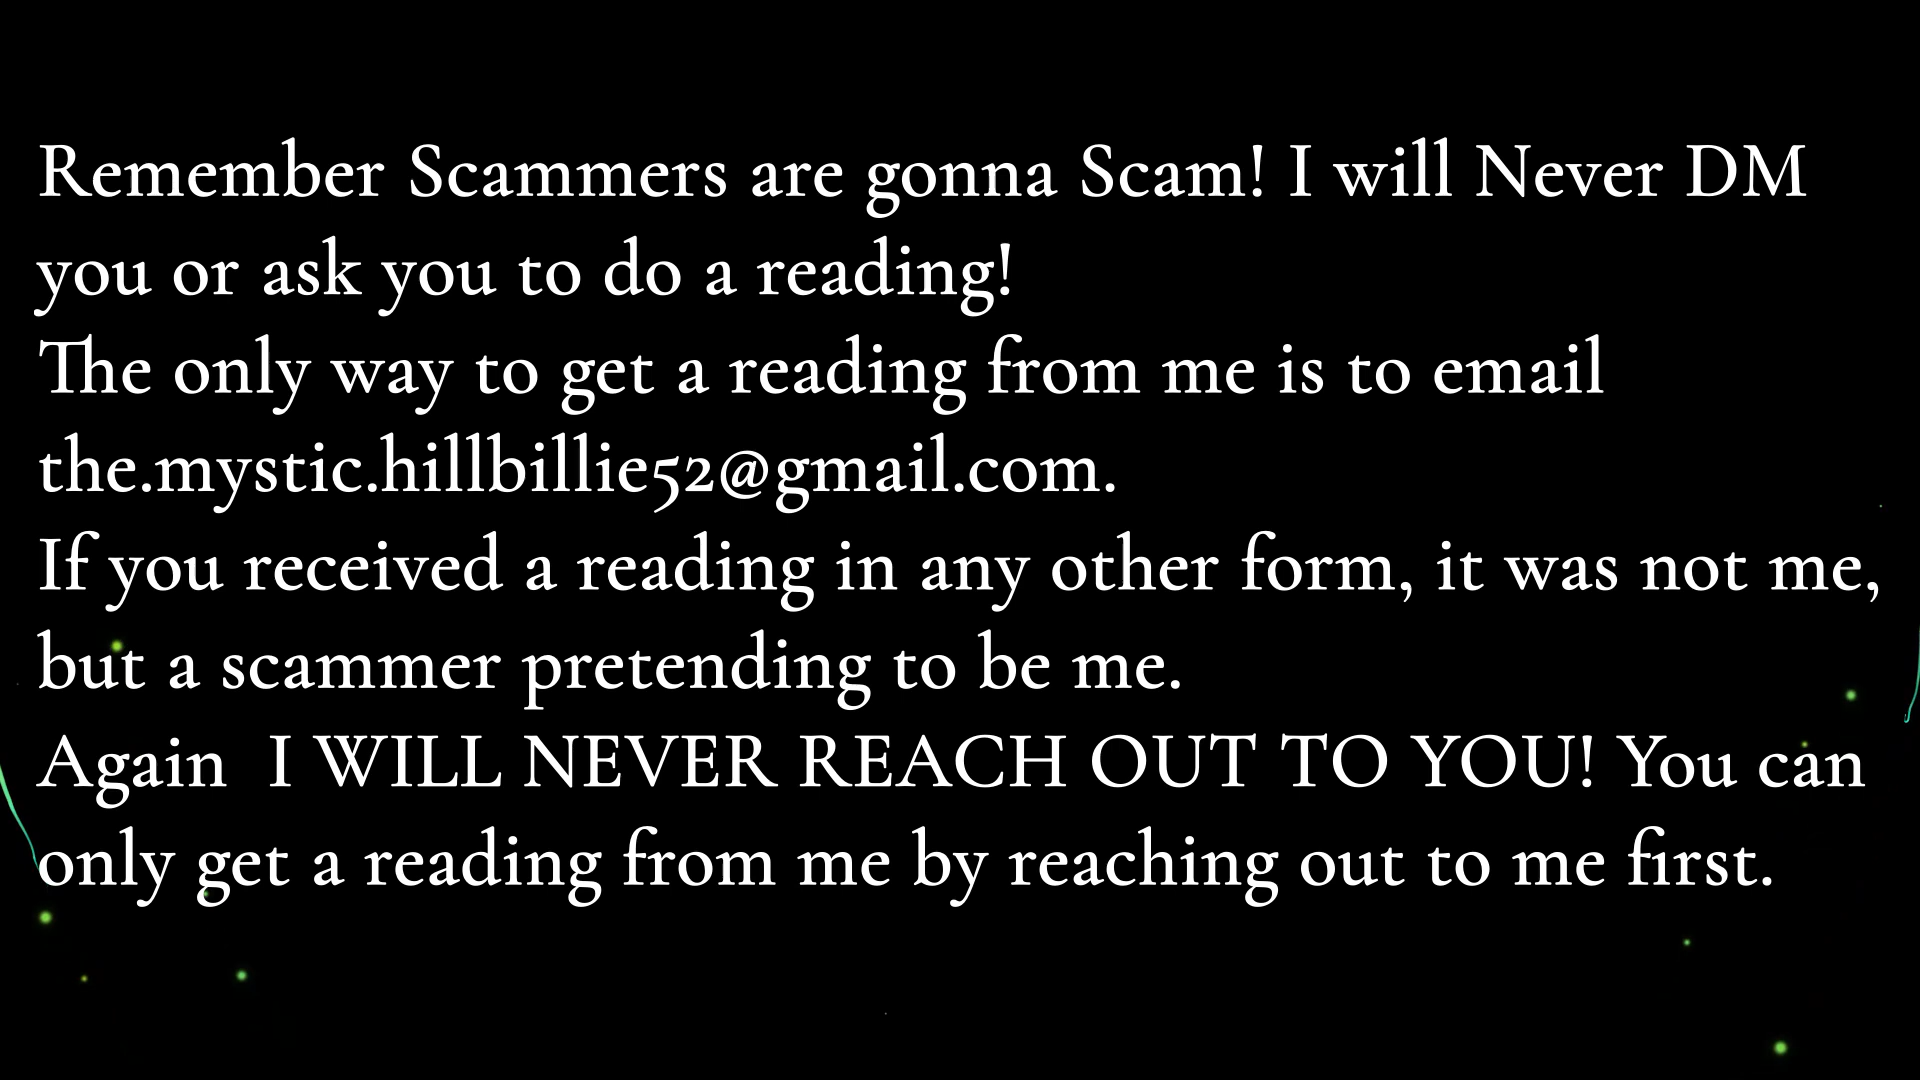 Remember Scammers are gonna Scam! I will Never DM
you or ask you to do a reading!
The only way to get a reading from me is to email
the.mystic.hillbillie52@gmail.com.
If you received a reading in any other form, it was not me,
but a scammer pretending to be me.
Again  I WILL NEVER REACH OUT TO YOU! You can
only get a reading from me by reaching out to me first.